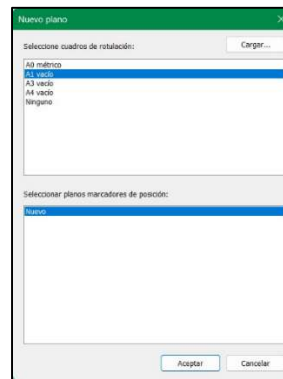 Nuevo plano
Seleccione cuadros de rotulación:
Cargar...
A0 métrico
A1 vacío
A3 vacío
A4 vacío
Ninguno
Seleccionar planos marcadores de posición:
Nuevo
Aceptar
Cancelar